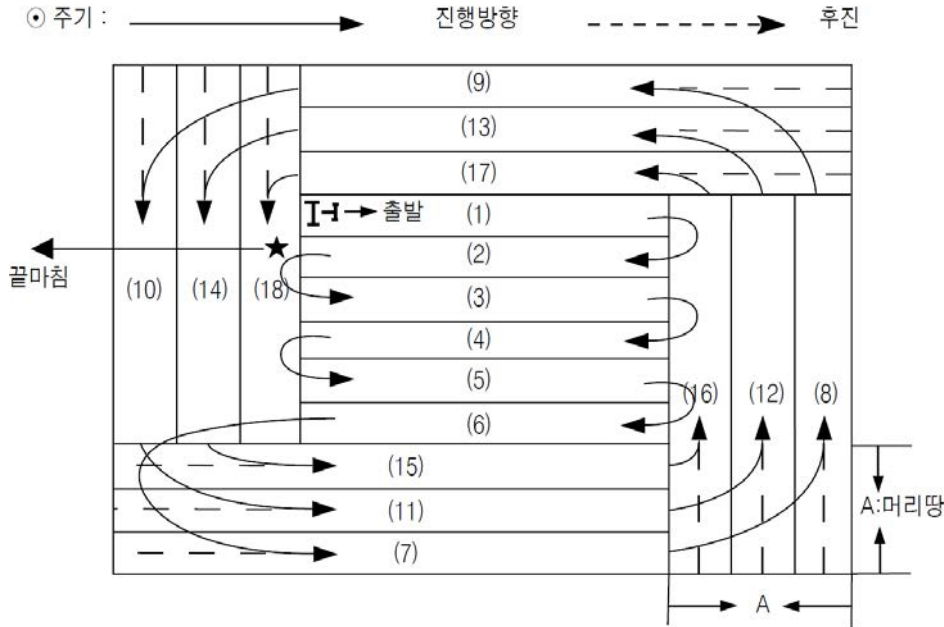 ⊙ 주기 : 진행방향 후진
(9)
(13)
(17)
출발 (1)
(2)
끝마침
(10) (14) (18) (3)
(4)
(5)
(16) (12) (8)
(6)
(15)
(11) A:머리땅
(7)
A